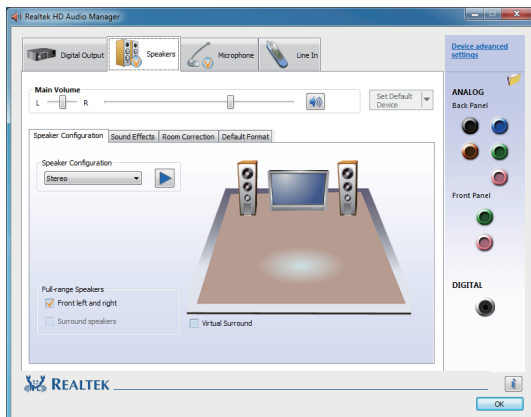 Realtek HD Audio Manager
Digital Output
Speakers
Microphone
Line In
Device advanced
settings
Main Volume
L
R
Set Default
Device
ANALOG
Back Panel
Speaker Configuration
Sound Effects
Room Correction
Default Format
Speaker Configuration
Stereo
Front Panel
Full-range Speakers
Front left and right
Surround speakers
Virtual Surround
DIGITAL
REALTEK
i
OK